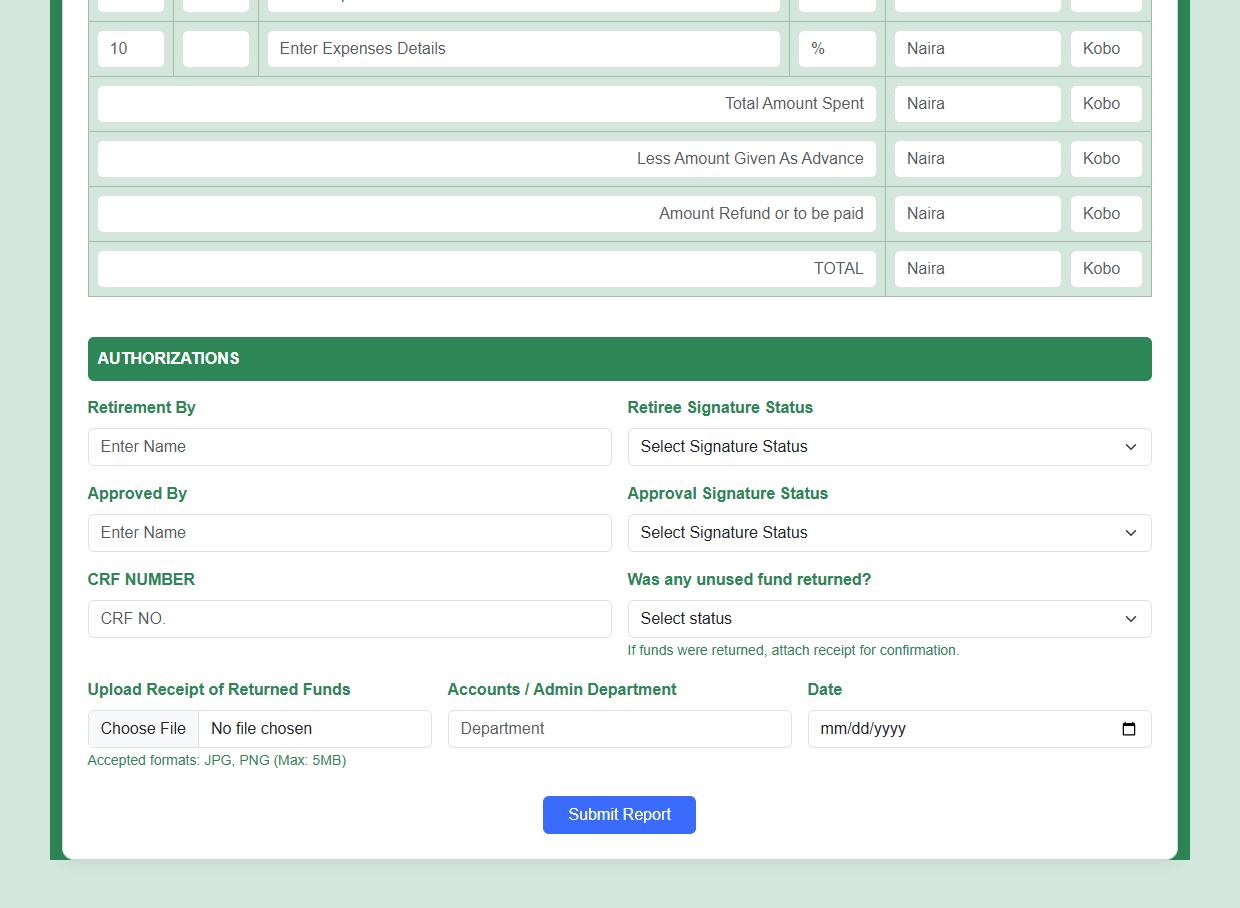 10 Enter Expenses Details % Naira Kobo
Total Amount Spent Naira Kobo
Less Amount Given As Advance Naira Kobo
Amount Refund or to be paid Naira Kobo
TOTAL Naira Kobo
AUTHORIZATIONS
Retirement By Retiree Signature Status
Enter Name Select Signature Status
Approved By Approval Signature Status
Enter Name Select Signature Status
CRF NUMBER Was any unused fund returned?
CRF NO. Select status
If funds were returned, attach receipt for confirmation.
Upload Receipt of Returned Funds Accounts / Admin Department Date
Choose File No file chosen Department mm/dd/yyyy
Accepted formats: JPG, PNG (Max: 5MB)
Submit Report